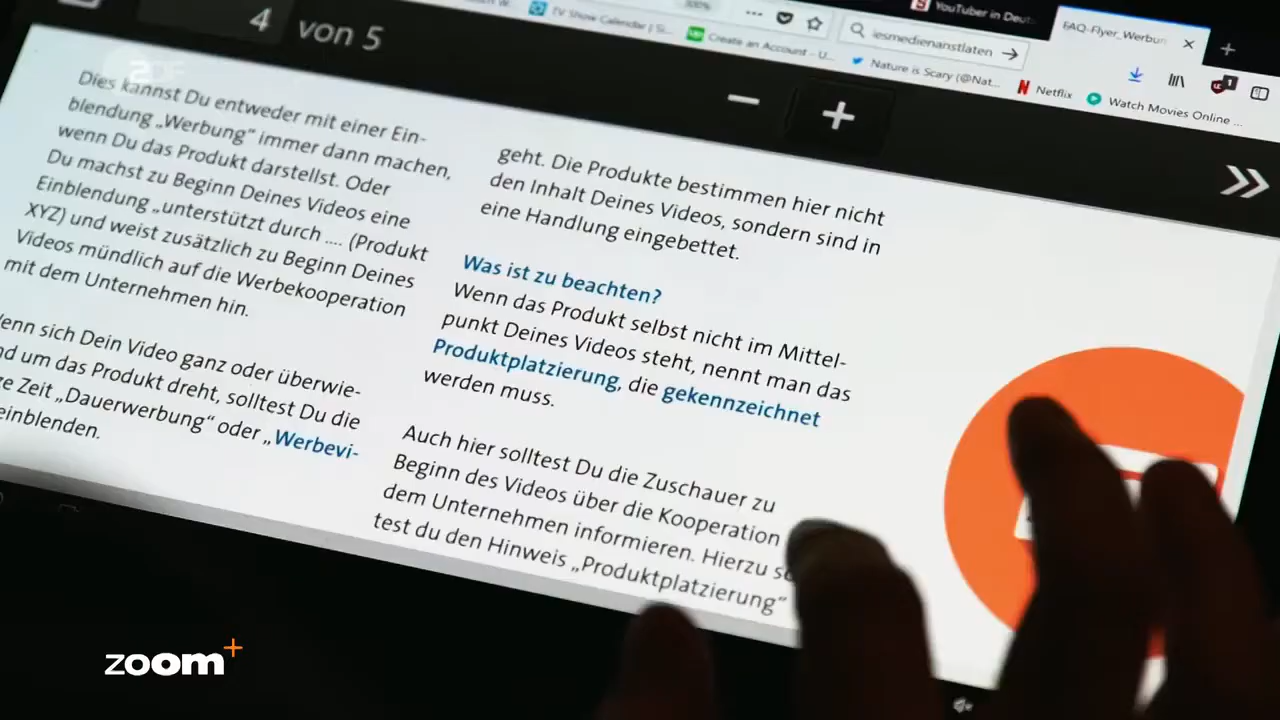 4 von 5
300%
YouTuber in Deut
FAQ-Flyer_Werbun
TV Show Calendar |
iesmedienanstlaten
Create an Account - U...
Nature is Scary (@Nat...
Netflix
Watch Movies Online ...
ZDF
Dies kannst Du entweder mit einer Ein-
blendung „Werbung“ immer dann machen,
wenn Du das Produkt darstellst. Oder
Du machst zu Beginn Deines Videos eine
Einblendung „unterstützt durch .... (Produkt
XYZ) und weist zusätzlich zu Beginn Deines
Videos mündlich auf die Werbekooperation
mit dem Unternehmen hin.
enn sich Dein Video ganz oder überwie-
d um das Produkt dreht, solltest Du die
e Zeit „Dauerwerbung“ oder „Werbevi-
einblenden.
geht. Die Produkte bestimmen hier nicht
den Inhalt Deines Videos, sondern sind in
eine Handlung eingebettet.
Was ist zu beachten?
Wenn das Produkt selbst nicht im Mittel-
punkt Deines Videos steht, nennt man das
Produktplatzierung, die gekennzeichnet
werden muss.
Auch hier solltest Du die Zuschauer zu
Beginn des Videos über die Kooperation
dem Unternehmen informieren. Hierzu s
test du den Hinweis „Produktplatzierung“
zoom+